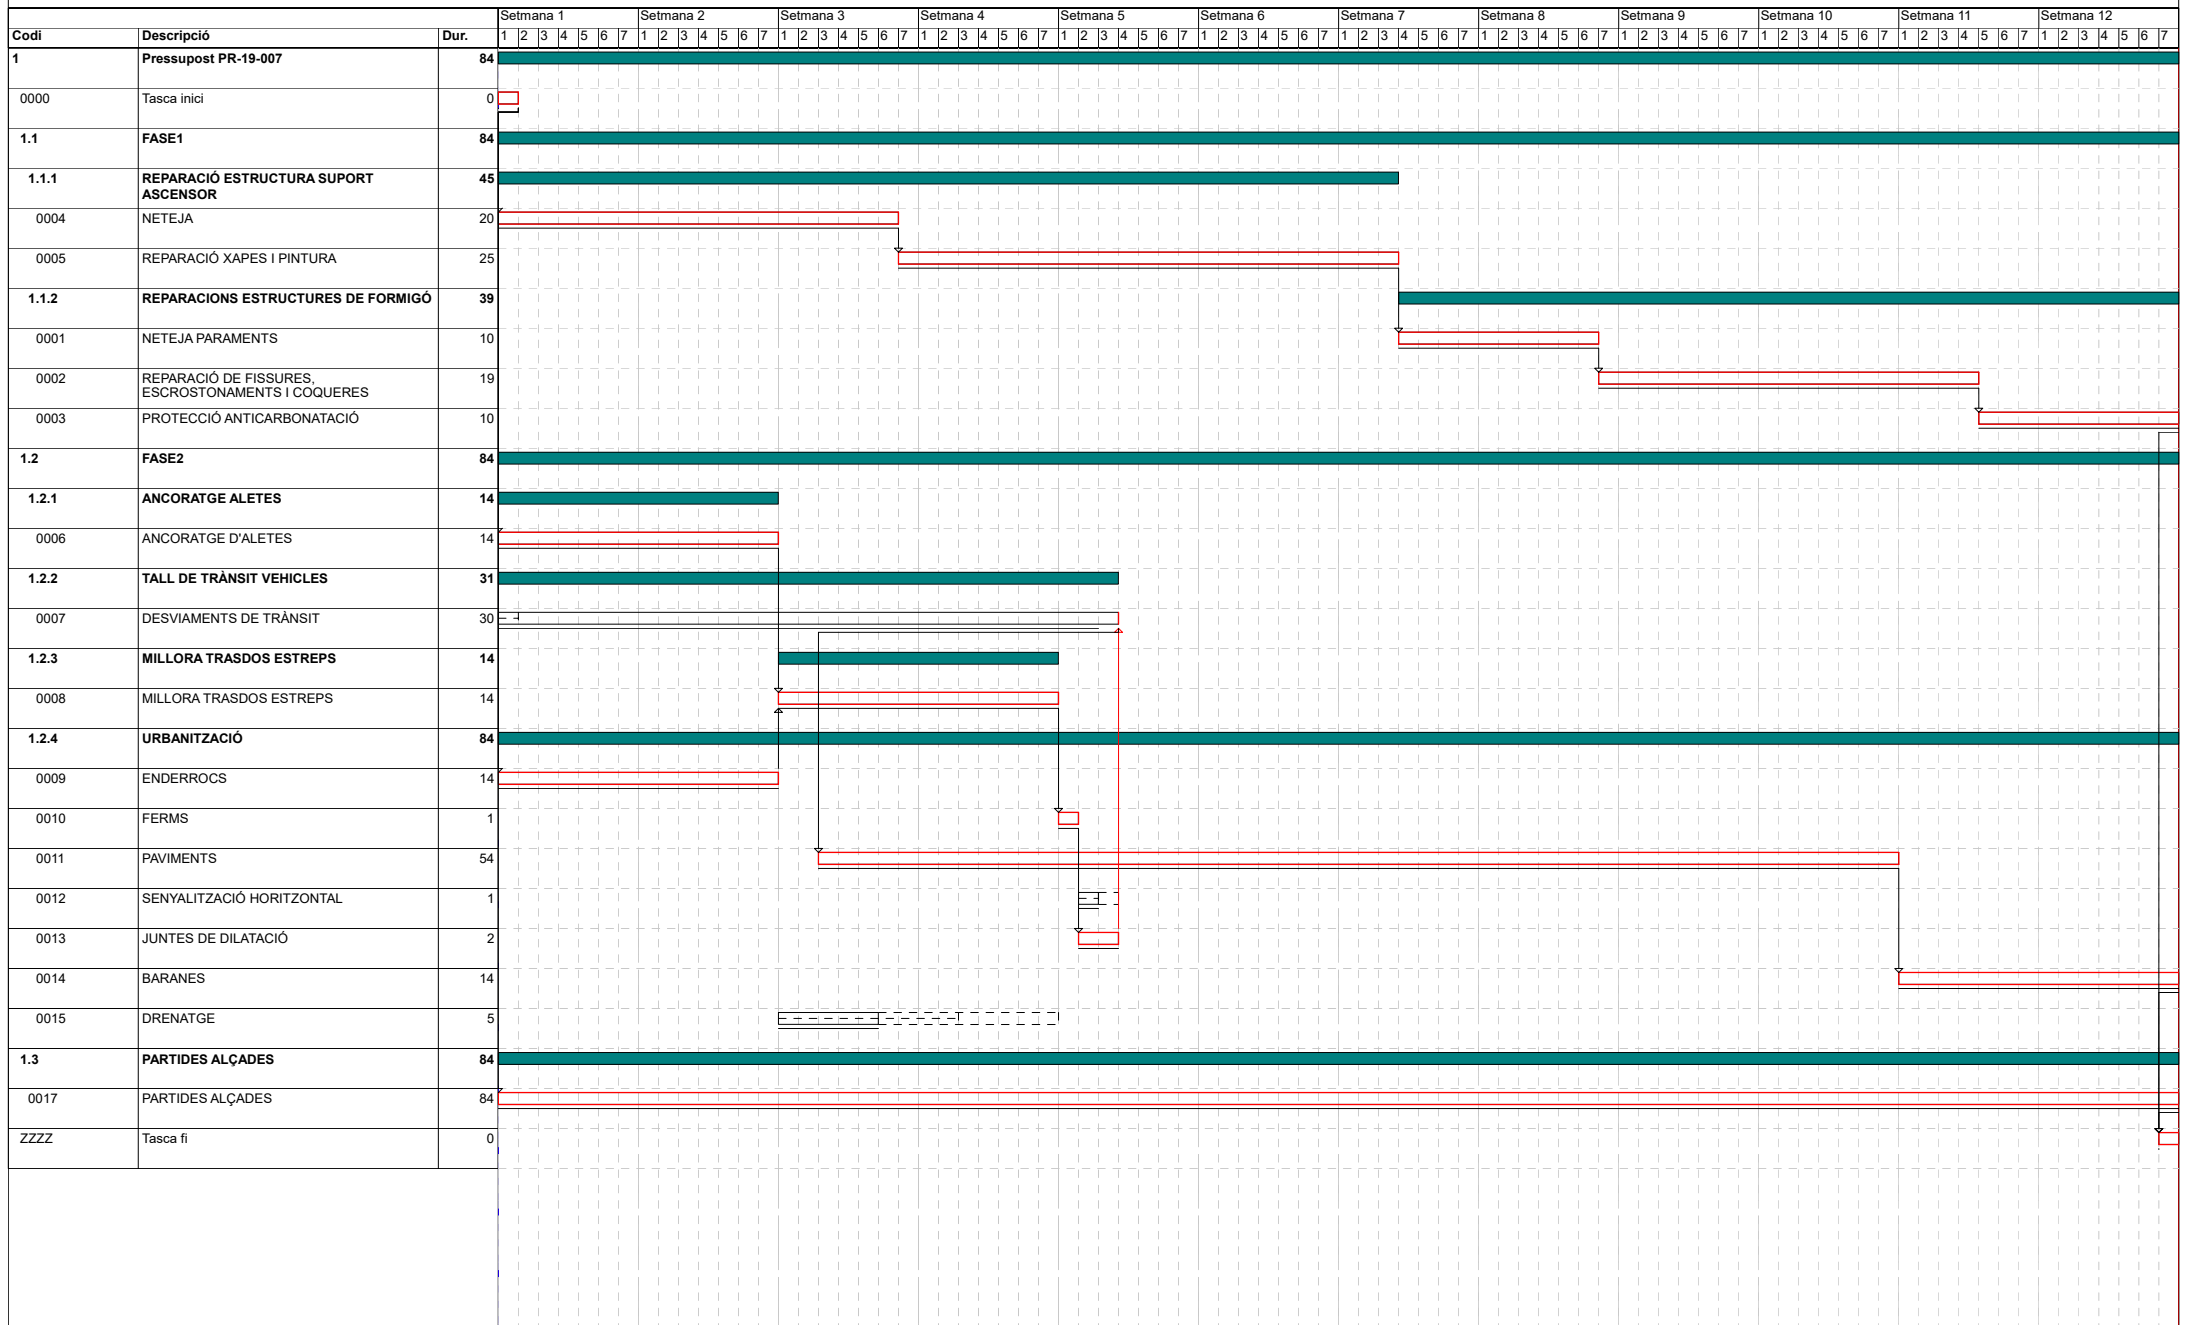 Setmana 1 Setmana 2 Setmana 3 Setmana 4 Setmana 5 Setmana 6 Setmana 7 Setmana 8 Setmana 9 Setmana 10 Setmana 11 Setmana 12
Codi Descripció Dur. 1 2 3 4 5 6 7 1 2 3 4 5 6 7 1 2 3 4 5 6 7 1 2 3 4 5 6 7 1 2 3 4 5 6 7 1 2 3 4 5 6 7 1 2 3 4 5 6 7 1 2 3 4 5 6 7 1 2 3 4 5 6 7 1 2 3 4 5 6 7 1 2 3 4 5 6 7 1 2 3 4 5 6 7
1 Pressupost PR-19-007 84
0000 Tasca inici 0
1.1 FASE1 84
1.1.1 REPARACIÓ ESTRUCTURA SUPORT 45
ASCENSOR
0004 NETEJA 20
0005 REPARACIÓ XAPES I PINTURA 25
1.1.2 REPARACIONS ESTRUCTURES DE FORMIGÓ 39
0001 NETEJA PARAMENTS 10
0002 REPARACIÓ DE FISSURES, 19
ESCROSTONAMENTS I COQUERES
0003 PROTECCIÓ ANTICARBONATACIÓ 10
1.2 FASE2 84
1.2.1 ANCORATGE ALETES 14
0006 ANCORATGE D'ALETES 14
1.2.2 TALL DE TRÀNSIT VEHICLES 31
0007 DESVIAMENTS DE TRÀNSIT 30
1.2.3 MILLORA TRASDOS ESTREPS 14
0008 MILLORA TRASDOS ESTREPS 14
1.2.4 URBANITZACIÓ 84
0009 ENDERROCS 14
0010 FERMS 1
0011 PAVIMENTS 54
0012 SENYALITZACIÓ HORITZONTAL 1
0013 JUNTES DE DILATACIÓ 2
0014 BARANES 14
0015 DRENATGE 5
1.3 PARTIDES ALÇADES 84
0017 PARTIDES ALÇADES 84
ZZZZ Tasca fi 0